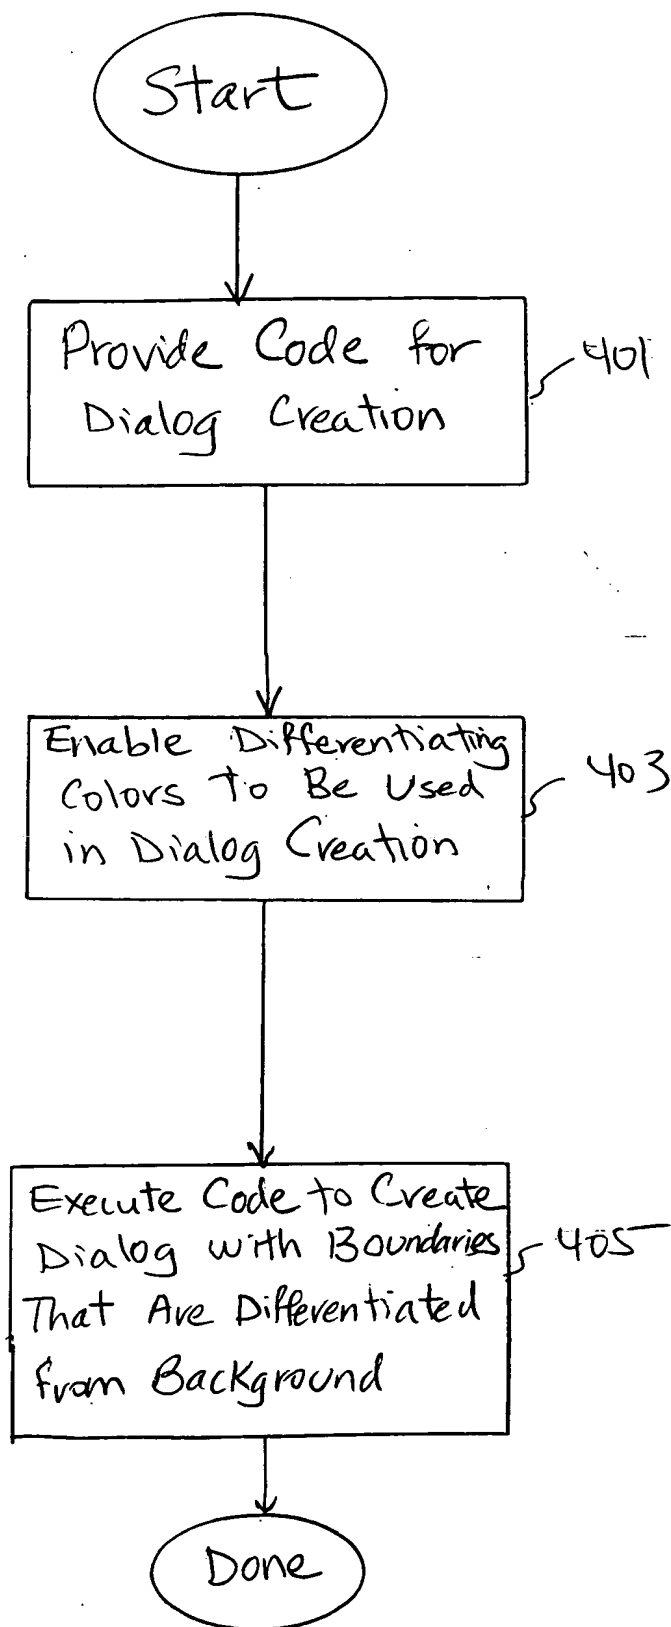 Start
Provide Code for
Dialog Creation
401
Enable Differentiating
Colors to Be Used
in Dialog Creation
403
Execute Code to Create
Dialog with Boundaries
That Are Differentiated
from Background
405
Done